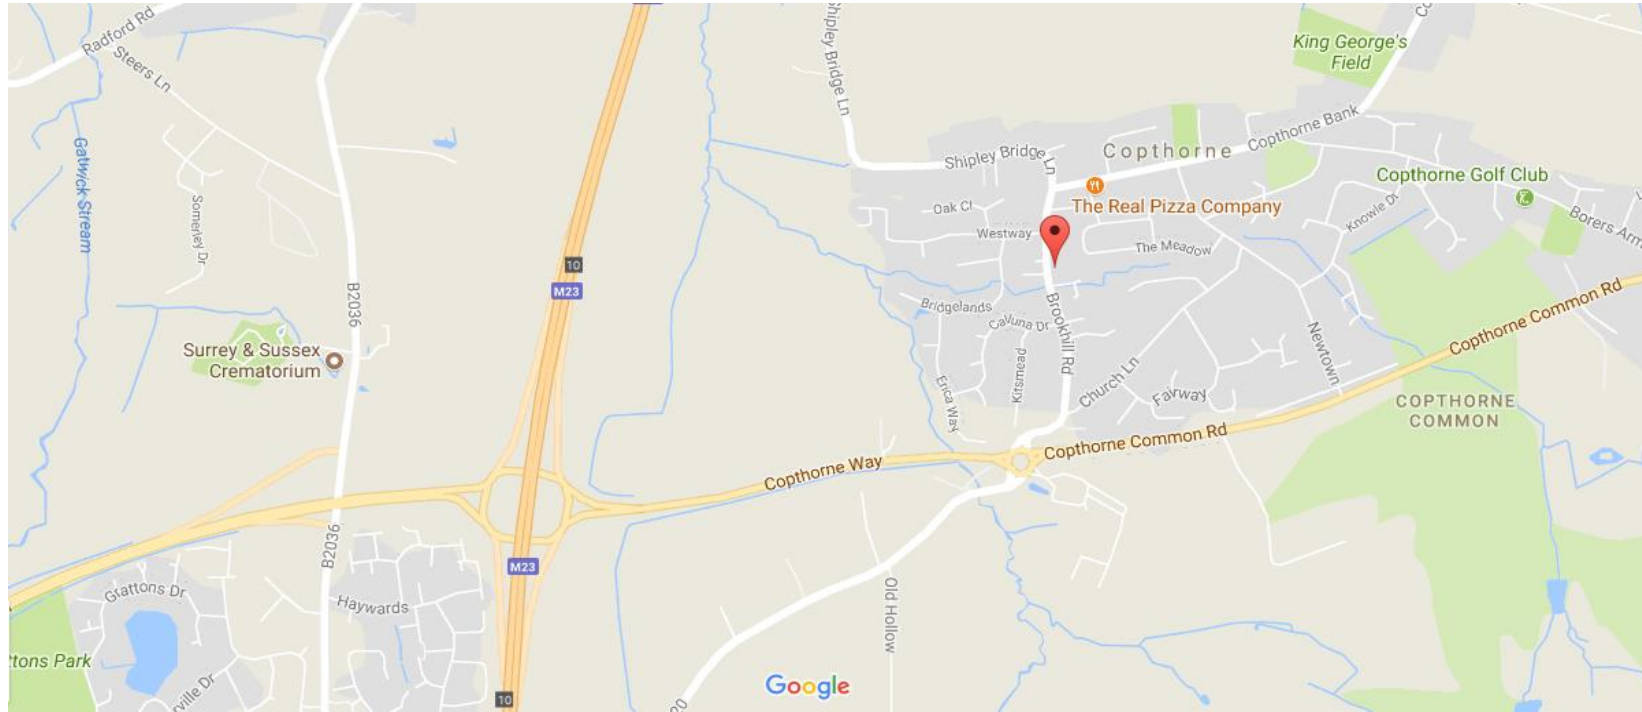 Radford Rd
Steers Ln
Shipley Bridge Ln
King George's
Field
Gatwick Stream
Somerley Dr
Shipley Bridge Ln
Copthorne
Copthorne Bank
Copthorne Golf Club
The Real Pizza Company
Oak Cl
Westway
The Meadow
Knowle Dr
Borers Arm
10
M23
B2036
Bridgelands
Calluna Dr
Brookhill Rd
Newtown
Copthorne Common Rd
Surrey & Sussex
Crematorium
Erica Way
Kitsmead
Church Ln
Fairway
COPTHORNE
COMMON
Copthorne Common Rd
Copthorne Way
B2036
M23
Grattons Dr
Haywards
Old Hollow
ttons Park
rville Dr
10
20
Google